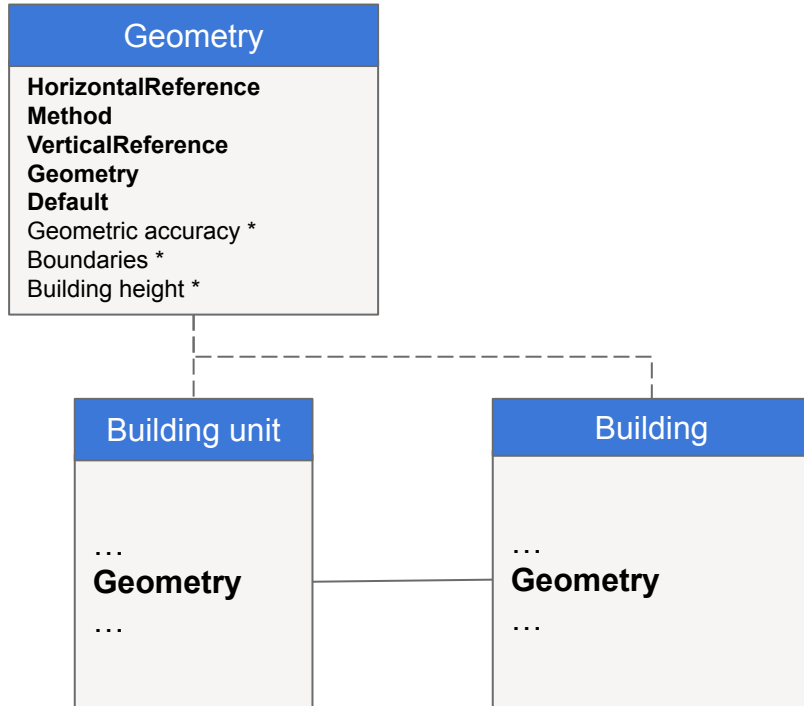 Geometry
HorizontalReference
Method
VerticalReference
Geometry
Default
Geometric accuracy *
Boundaries *
Building height *
Building unit
...
Geometry
...
Building
...
Geometry
...